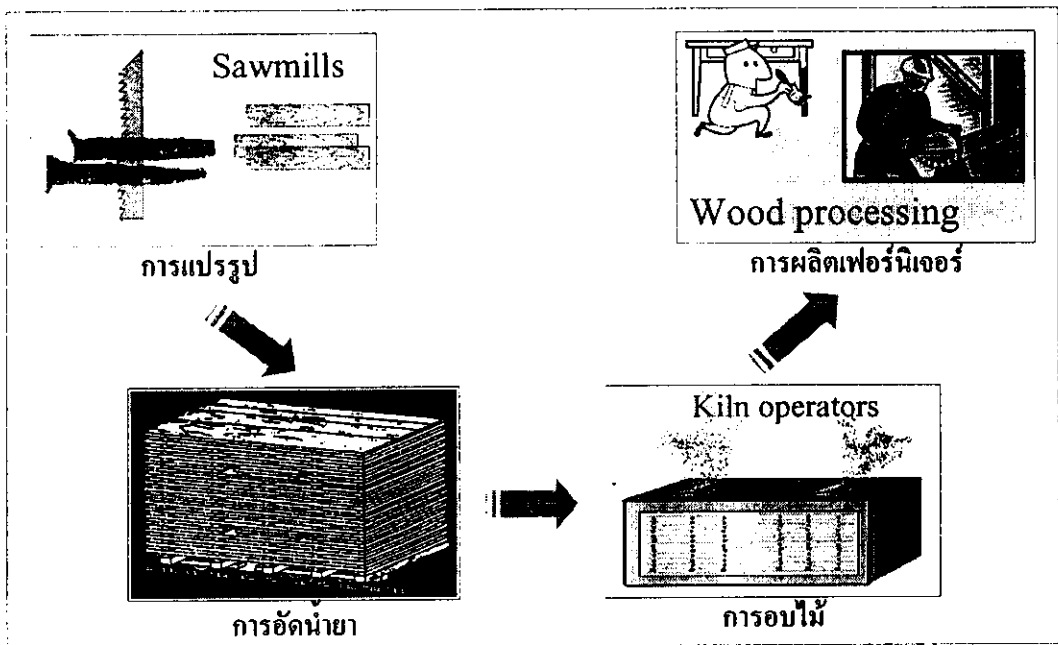 Sawmills
การแปรรูป
การอัดน้ำยา
Kiln operators
การอบไม้
Wood processing
การผลิตเฟอร์นิเจอร์